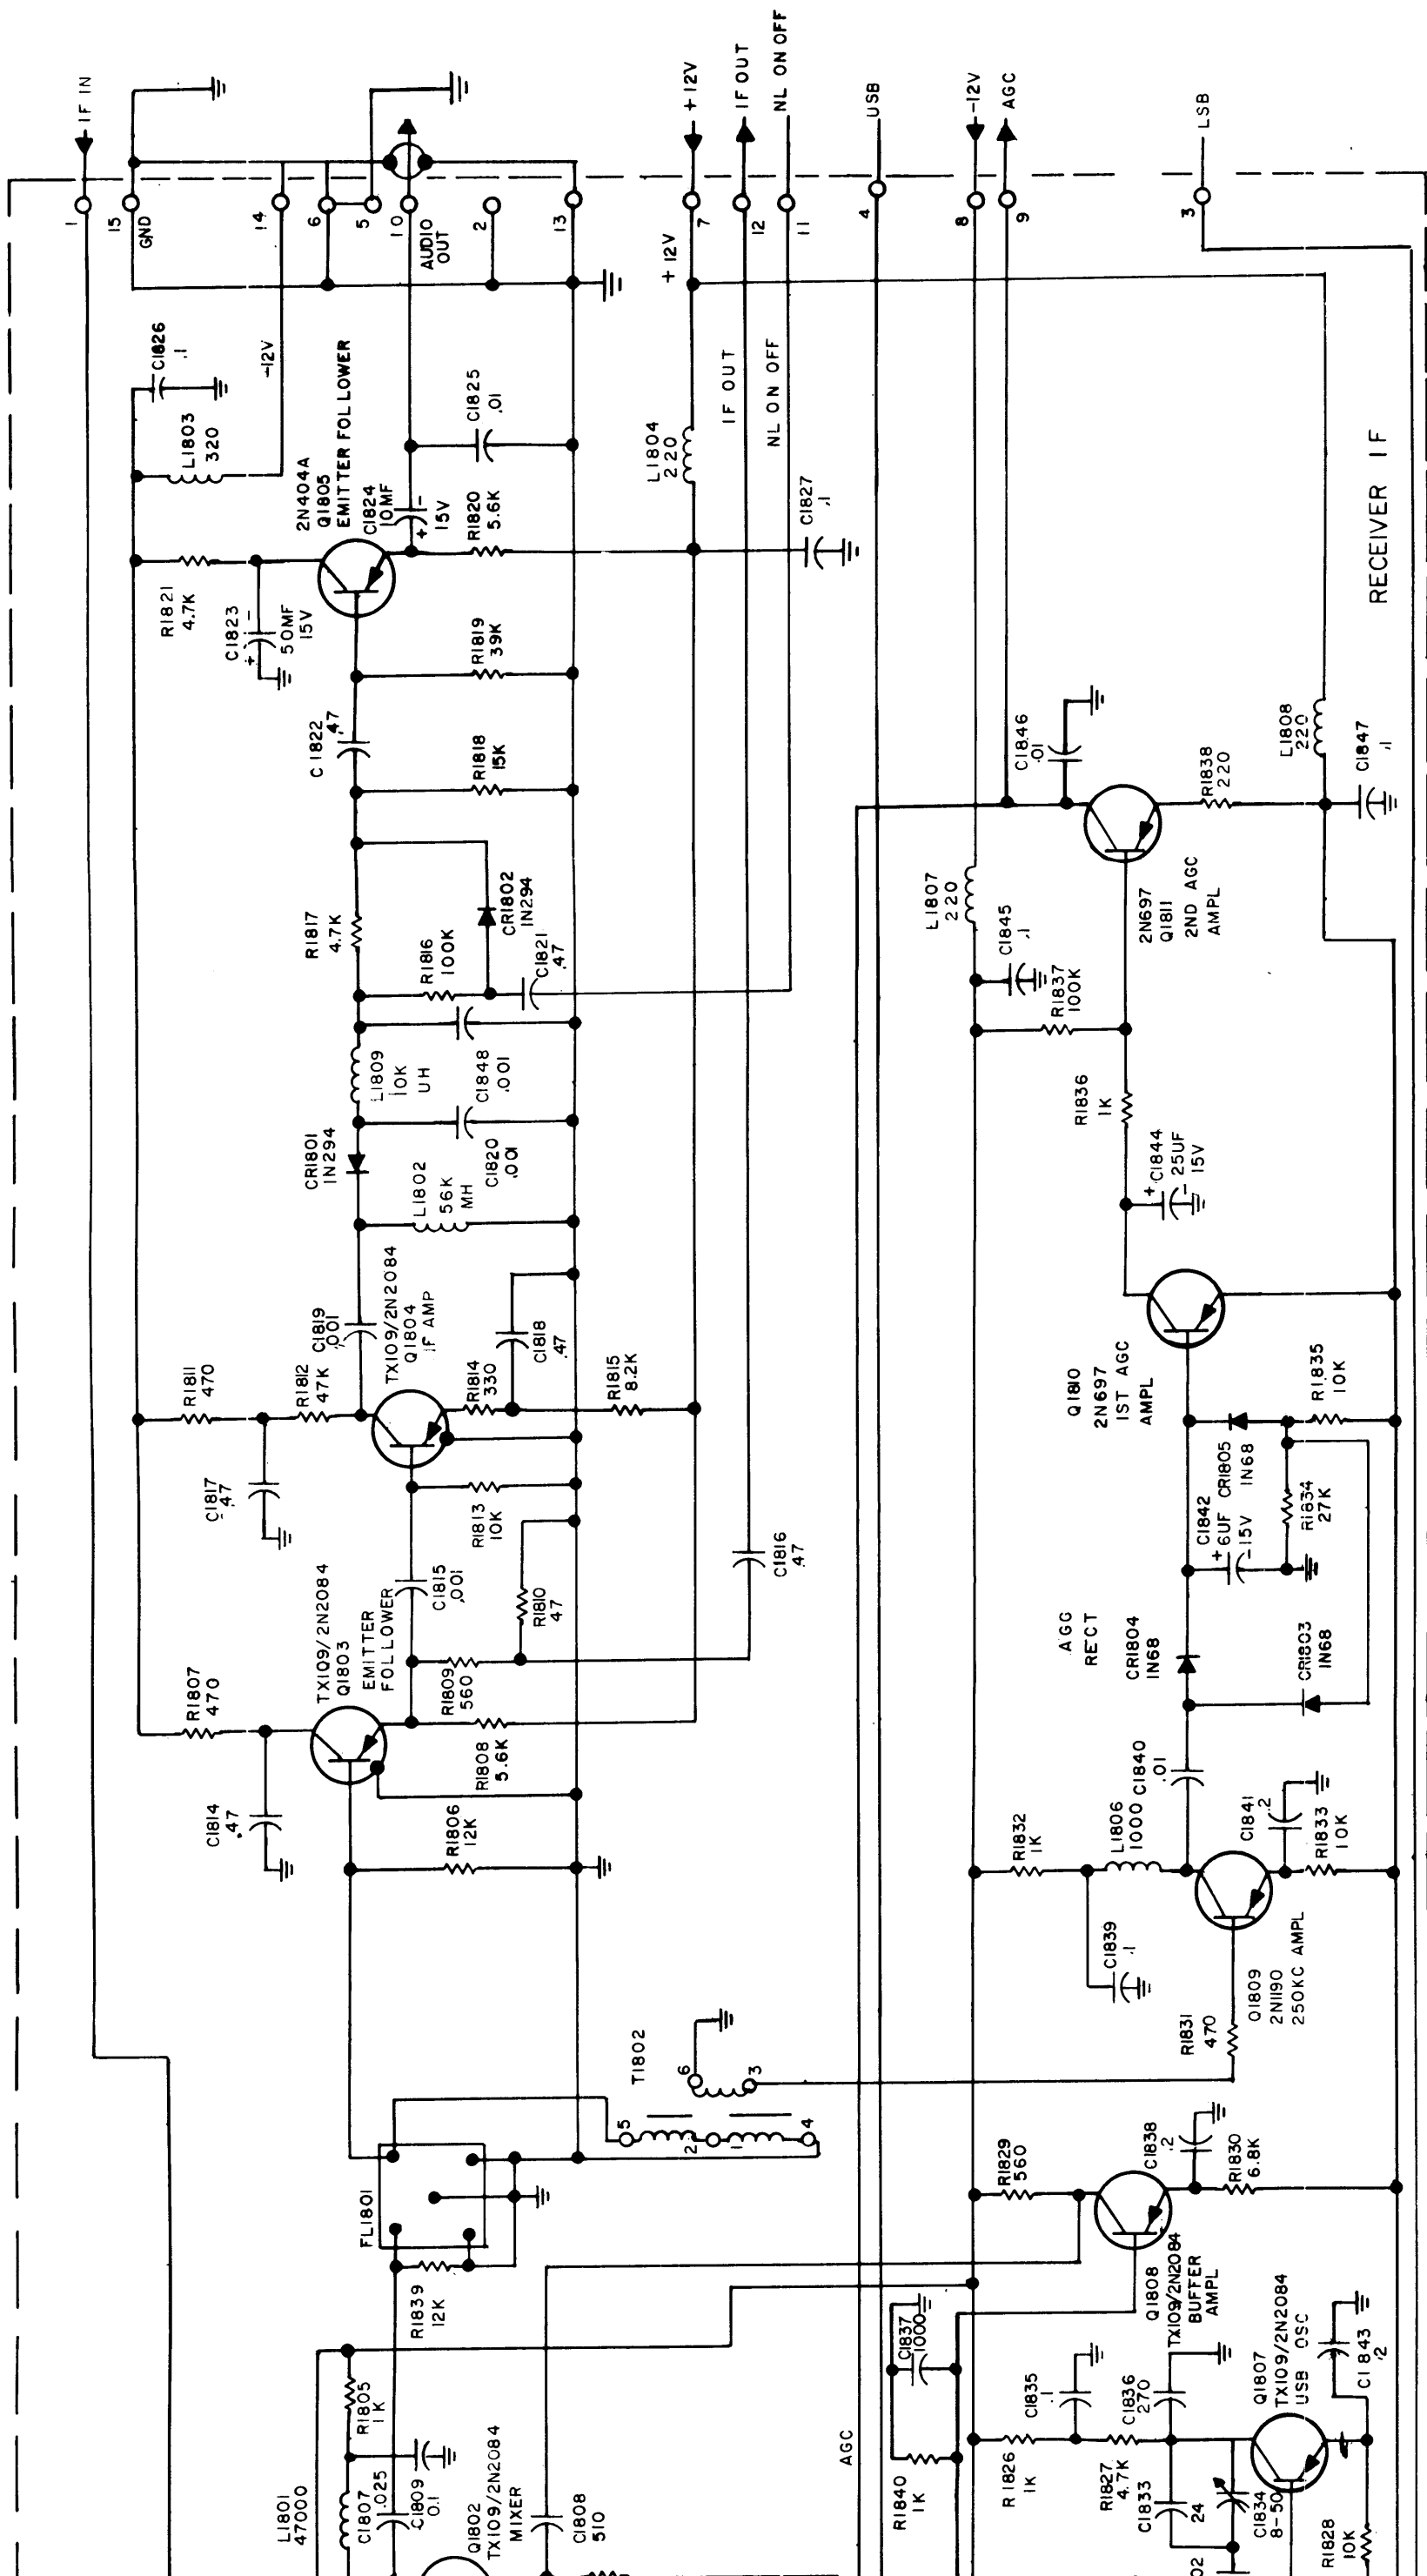 IF IN
+12V
IF OUT
NL ON OFF
USB
-12V
AGC
LSB
1
15
GND
14
6
5
10
AUDIO
OUT
2
13
7
12
11
4
8
9
3
+ 12V
C1826
.1
L1803
320
-12V
2N404A
Q1805
EMITTER FOLLOWER
C1824
10MF
+ -
15V
C1825
.01
R1820
5.6K
L1804
220
IF OUT
NL ON OFF
C1827
.1
RECEIVER IF
R1821
4.7K
C1823
+ -
50MF
15V
R1819
39K
C1822
.47
R1818
15K
C1846
.01
R1838
220
L1808
220
C1847
.1
R1817
4.7K
R1816
100K
CR1802
1N294
C1821
.47
L1807
220
C1845
.1
R1837
100K
2N697
Q1811
2ND AGC
AMPL
L1809
10K
UH
C1848
.001
R1836
1K
CR1801
1N294
L1802
56K
MH
C1820
.001
C1844
+
25UF
-
15V
C1819
.001
TX109/2N2084
Q1804
IF AMP
R1811
470
R1812
47K
R1814
330
C1818
.47
R1815
8.2K
Q1810
2N697
1ST AGC
AMPL
R1835
10K
C1817
.47
R1813
10K
C1816
.47
C1842
+
6UF
-15V
CR1805
1N68
R1834
27K
TX109/2N2084
Q1803
EMITTER
FOLLOWER
C1815
.001
R1810
47
AGC
RECT
CR1804
1N68
CR1803
1N68
R1807
470
R1809
560
R1808
5.6K
C1814
.47
R1806
12K
R1832
1K
L1806
1000
C1840
.01
C1841
.2
R1833
10K
C1839
.1
Q1809
2N1190
250KC AMPL
R1831
470
T1802
6
3
5
2
1
4
FL1801
R1829
560
C1838
.2
R1830
6.8K
R1839
12K
Q1808
TX109/2N2084
BUFFER
AMPL
C1837
1000
R1805
1K
C1835
.1
C1836
270
Q1807
TX109/2N2084
USB OSC
C1843
.2
L1801
47000
C1807
.025
C1809
0.1
Q1802
TX109/2N2084
MIXER
C1808
510
AGC
R1840
1K
R1826
1K
R1827
4.7K
C1833
24
C1834
8-50
R1828
10K
02